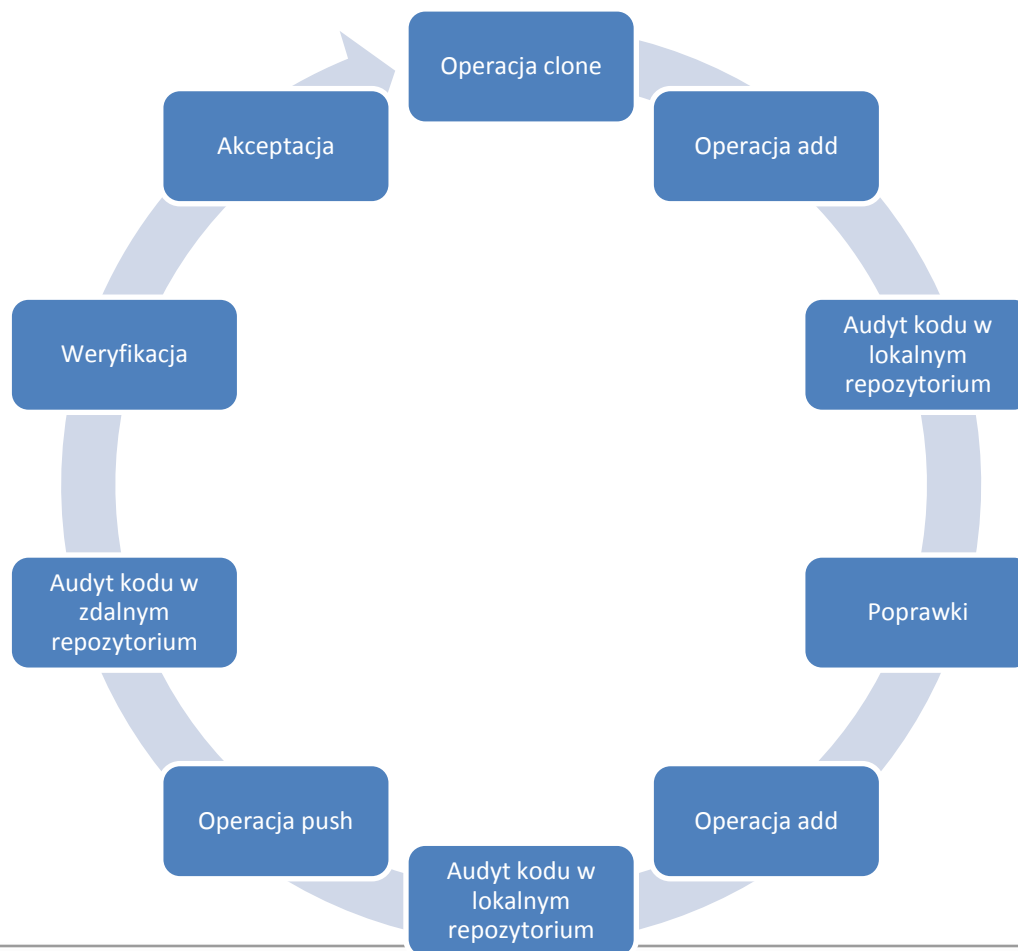 Operacja clone
Operacja add
Audyt kodu w
lokalnym
repozytorium
Poprawki
Operacja add
Audyt kodu w
lokalnym
repozytorium
Operacja push
Audyt kodu w
zdalnym
repozytorium
Weryfikacja
Akceptacja